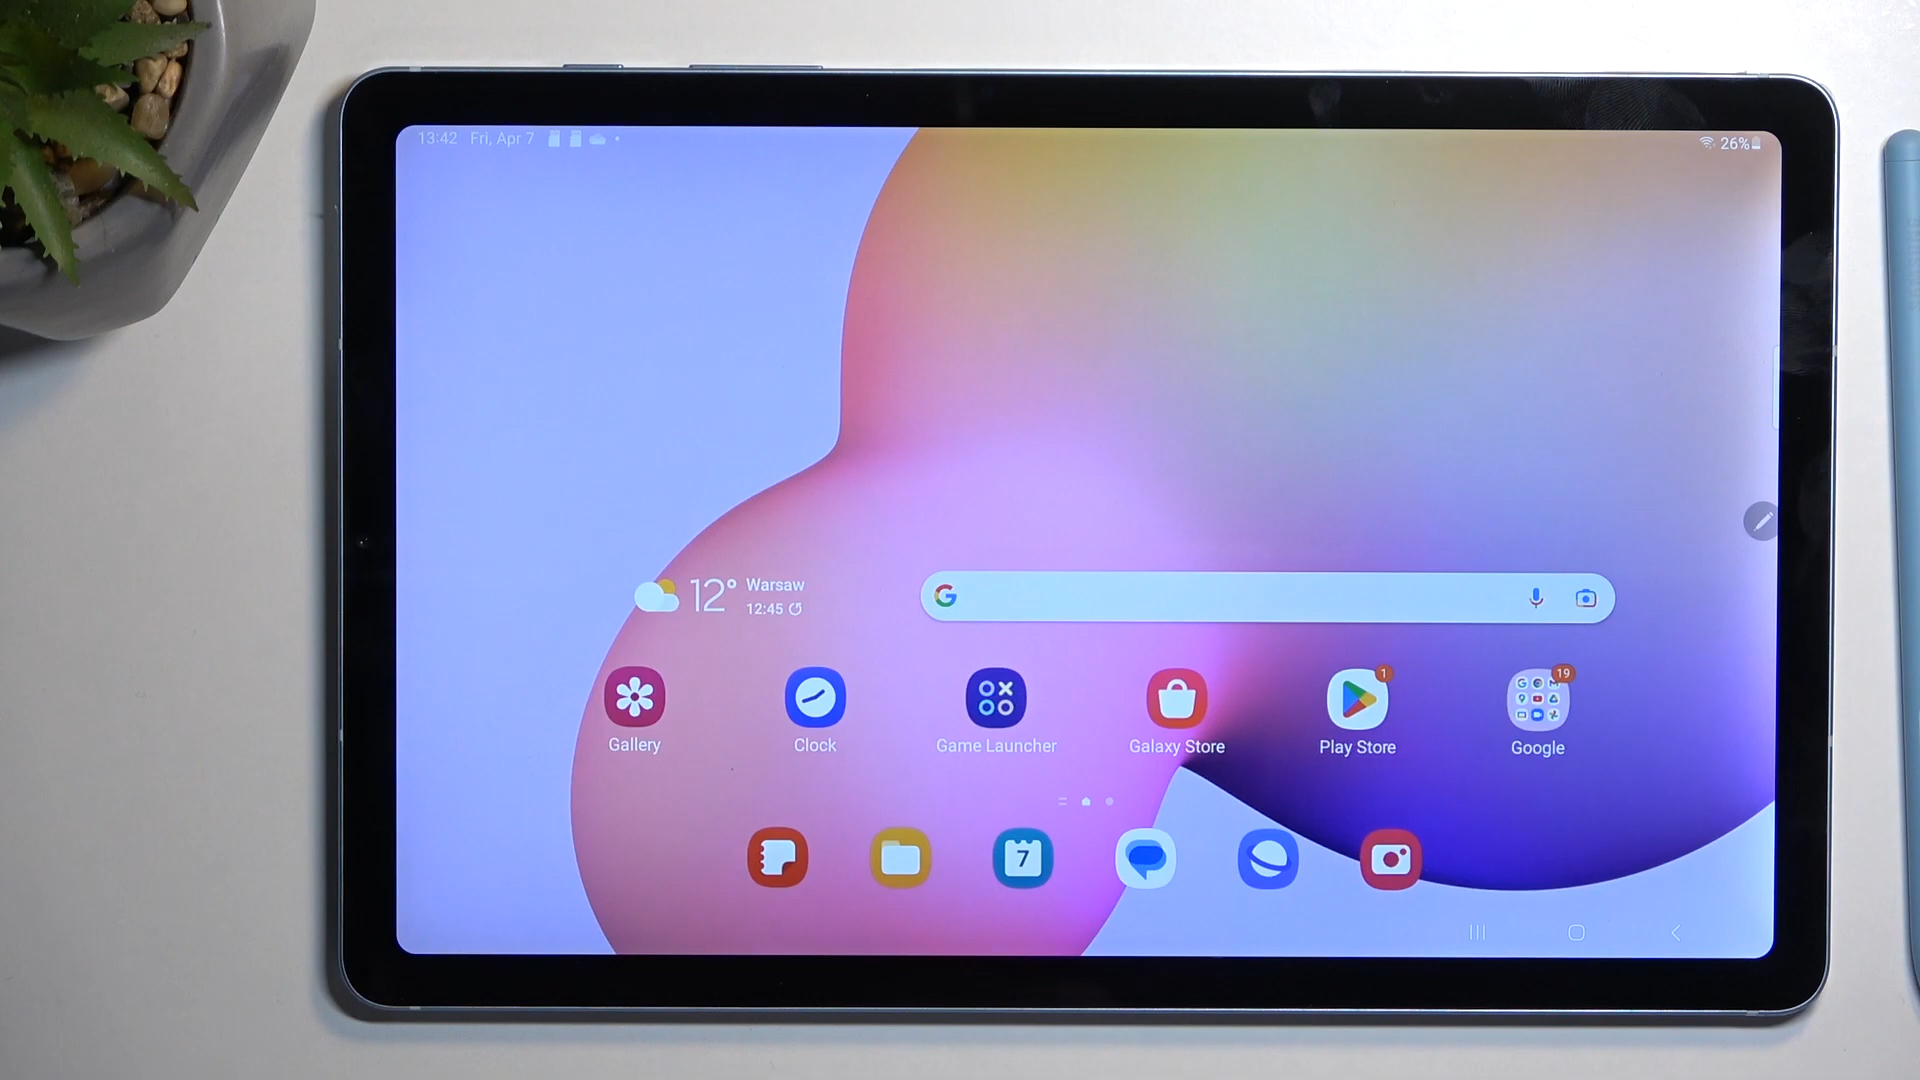 13:42 Fri, Apr 7
26%
12° Warsaw
12:45
G
1
19
Gallery
Clock
Game Launcher
Galaxy Store
Play Store
Google
7